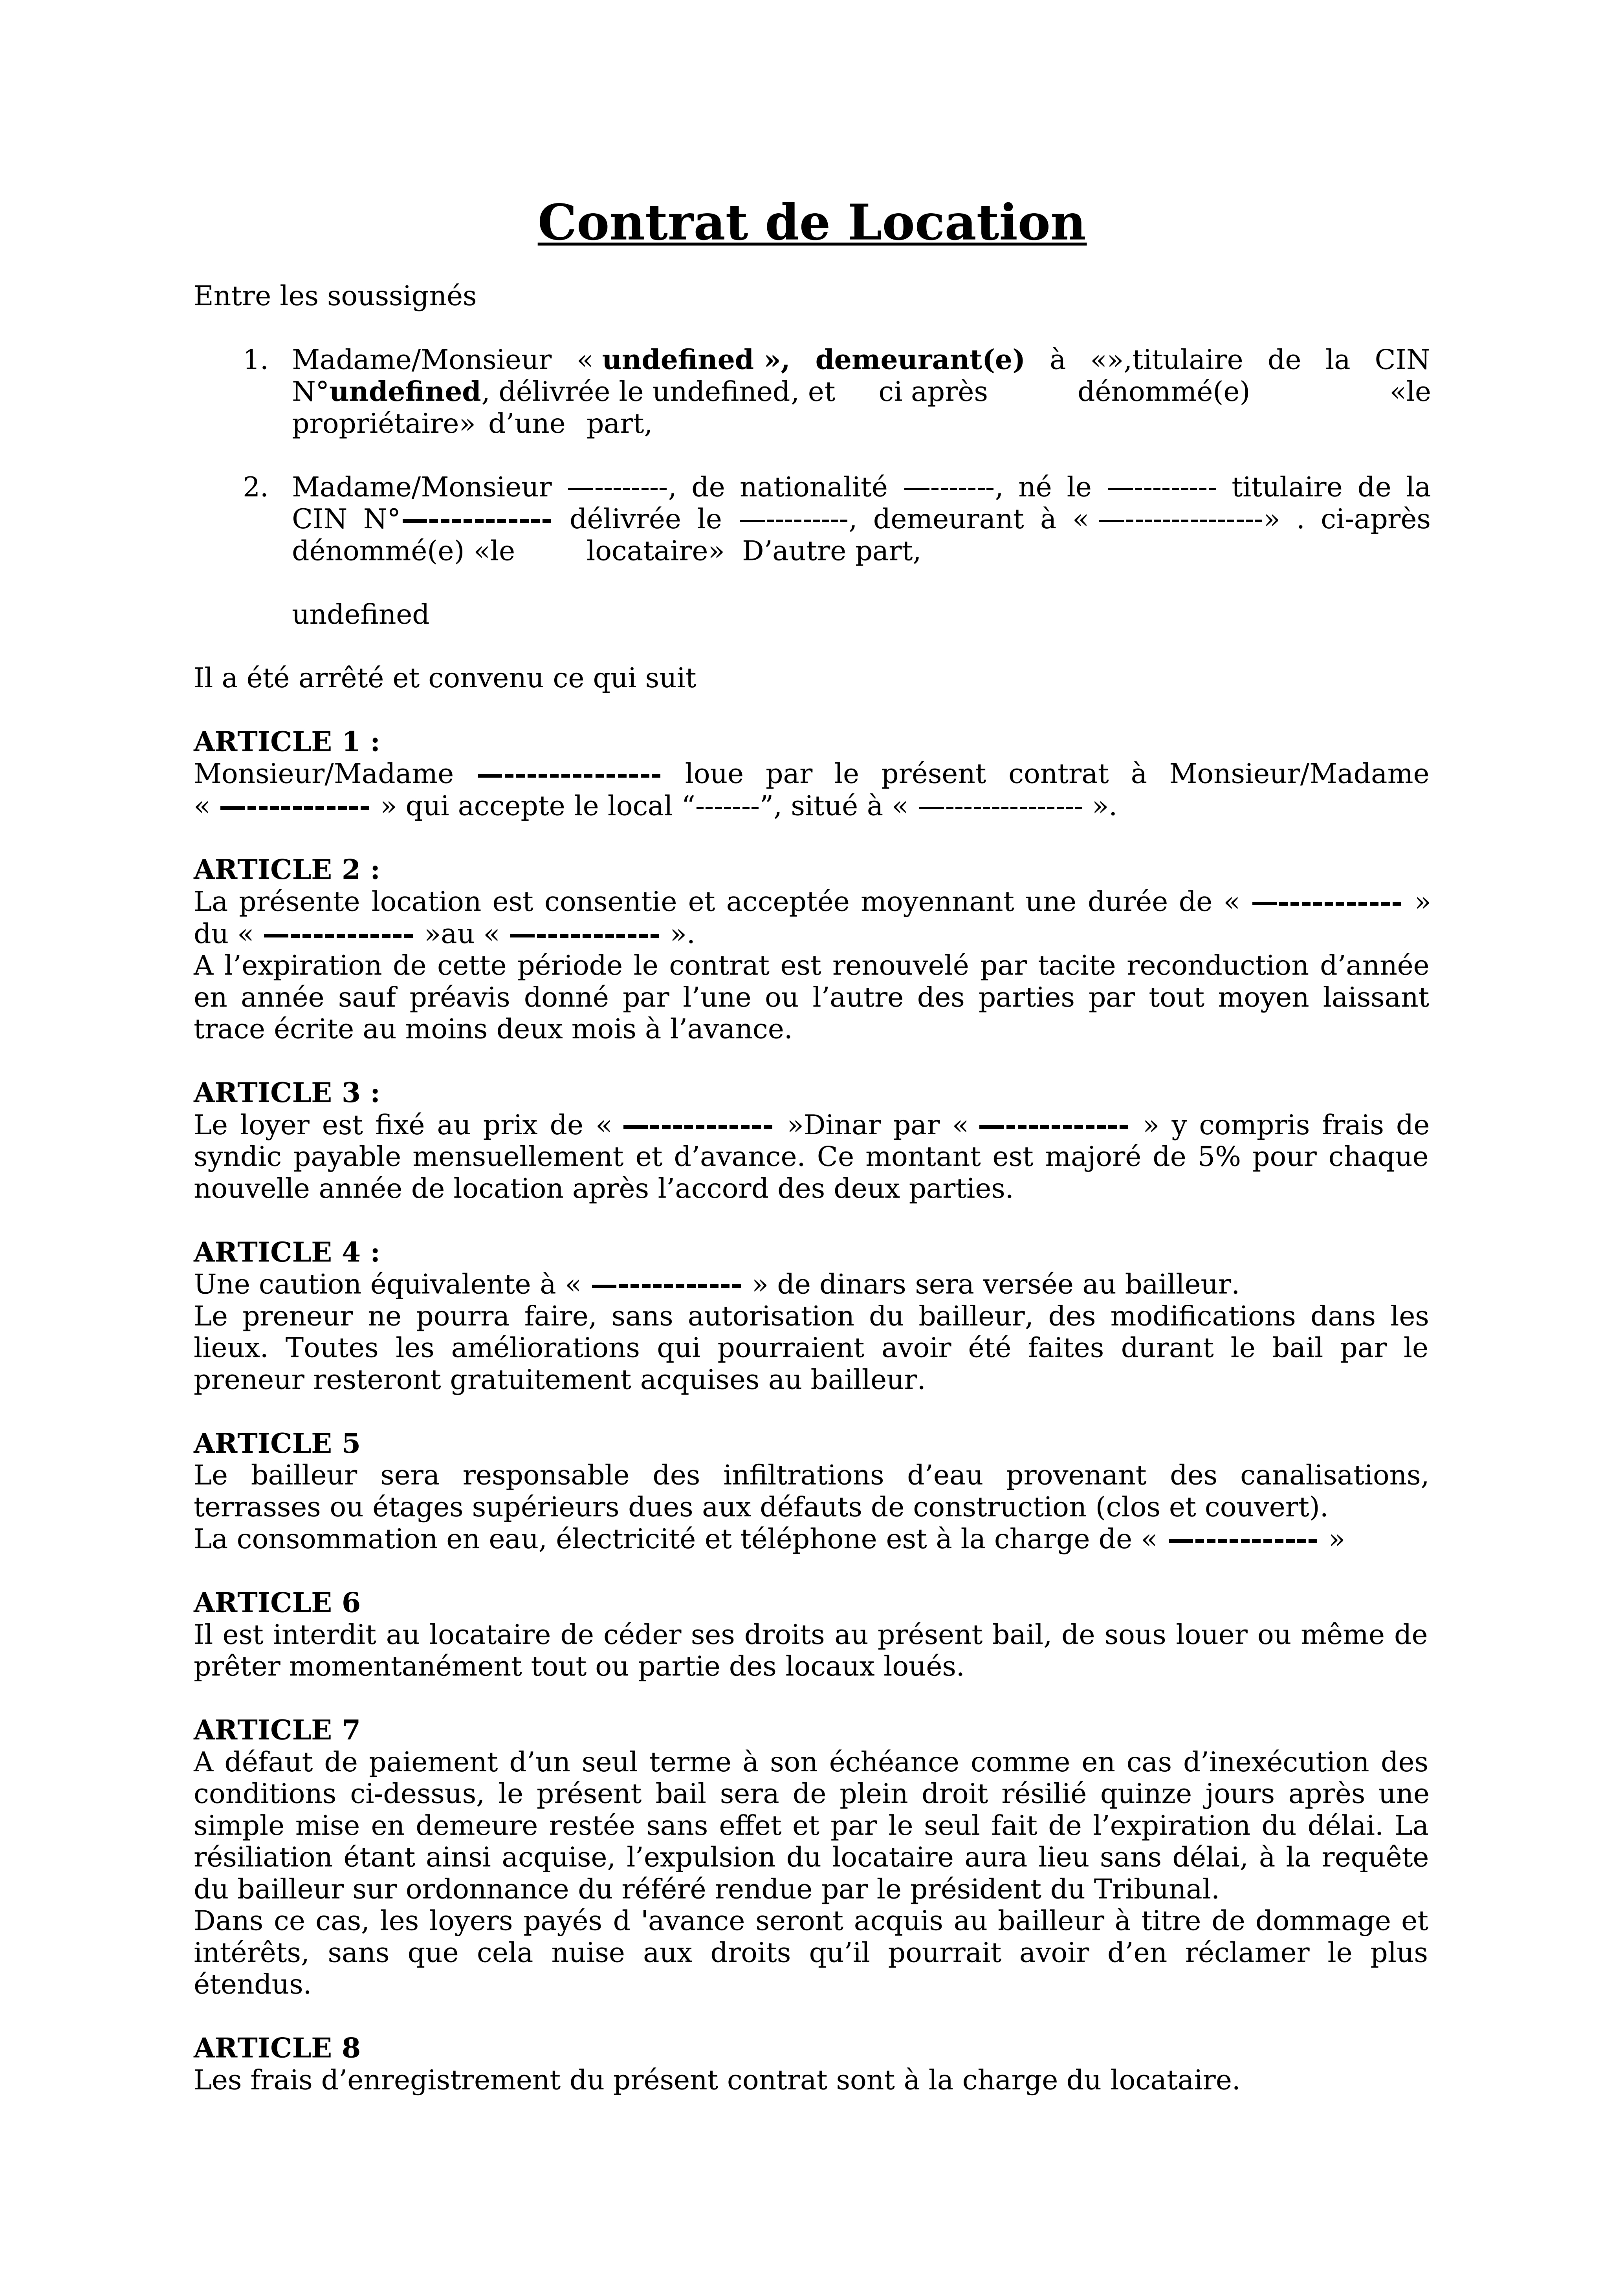 Contrat de Location
Entre les soussignés
1. Madame/Monsieur « undefined », demeurant(e) à «»,titulaire de la CIN
N°undefined, délivrée le undefined, et ci après dénommé(e) «le
propriétaire» d’une part,
2. Madame/Monsieur —--------, de nationalité —-------, né le —--------- titulaire de la
CIN N°—----------- délivrée le —---------, demeurant à « —---------------» . ci-après
dénommé(e) «le locataire» D’autre part,
undefined
Il a été arrêté et convenu ce qui suit
ARTICLE 1 :
Monsieur/Madame —-------------- loue par le présent contrat à Monsieur/Madame
« —----------- » qui accepte le local “-------”, situé à « —--------------- ».
ARTICLE 2 :
La présente location est consentie et acceptée moyennant une durée de « —----------- »
du « —----------- »au « —----------- ».
A l’expiration de cette période le contrat est renouvelé par tacite reconduction d’année
en année sauf préavis donné par l’une ou l’autre des parties par tout moyen laissant
trace écrite au moins deux mois à l’avance.
ARTICLE 3 :
Le loyer est fixé au prix de « —----------- »Dinar par « —----------- » y compris frais de
syndic payable mensuellement et d’avance. Ce montant est majoré de 5% pour chaque
nouvelle année de location après l’accord des deux parties.
ARTICLE 4 :
Une caution équivalente à « —----------- » de dinars sera versée au bailleur.
Le preneur ne pourra faire, sans autorisation du bailleur, des modifications dans les
lieux. Toutes les améliorations qui pourraient avoir été faites durant le bail par le
preneur resteront gratuitement acquises au bailleur.
ARTICLE 5
Le bailleur sera responsable des infiltrations d’eau provenant des canalisations,
terrasses ou étages supérieurs dues aux défauts de construction (clos et couvert).
La consommation en eau, électricité et téléphone est à la charge de « —----------- »
ARTICLE 6
Il est interdit au locataire de céder ses droits au présent bail, de sous louer ou même de
prêter momentanément tout ou partie des locaux loués.
ARTICLE 7
A défaut de paiement d’un seul terme à son échéance comme en cas d’inexécution des
conditions ci-dessus, le présent bail sera de plein droit résilié quinze jours après une
simple mise en demeure restée sans effet et par le seul fait de l’expiration du délai. La
résiliation étant ainsi acquise, l’expulsion du locataire aura lieu sans délai, à la requête
du bailleur sur ordonnance du référé rendue par le président du Tribunal.
Dans ce cas, les loyers payés d 'avance seront acquis au bailleur à titre de dommage et
intérêts, sans que cela nuise aux droits qu’il pourrait avoir d’en réclamer le plus
étendus.
ARTICLE 8
Les frais d’enregistrement du présent contrat sont à la charge du locataire.